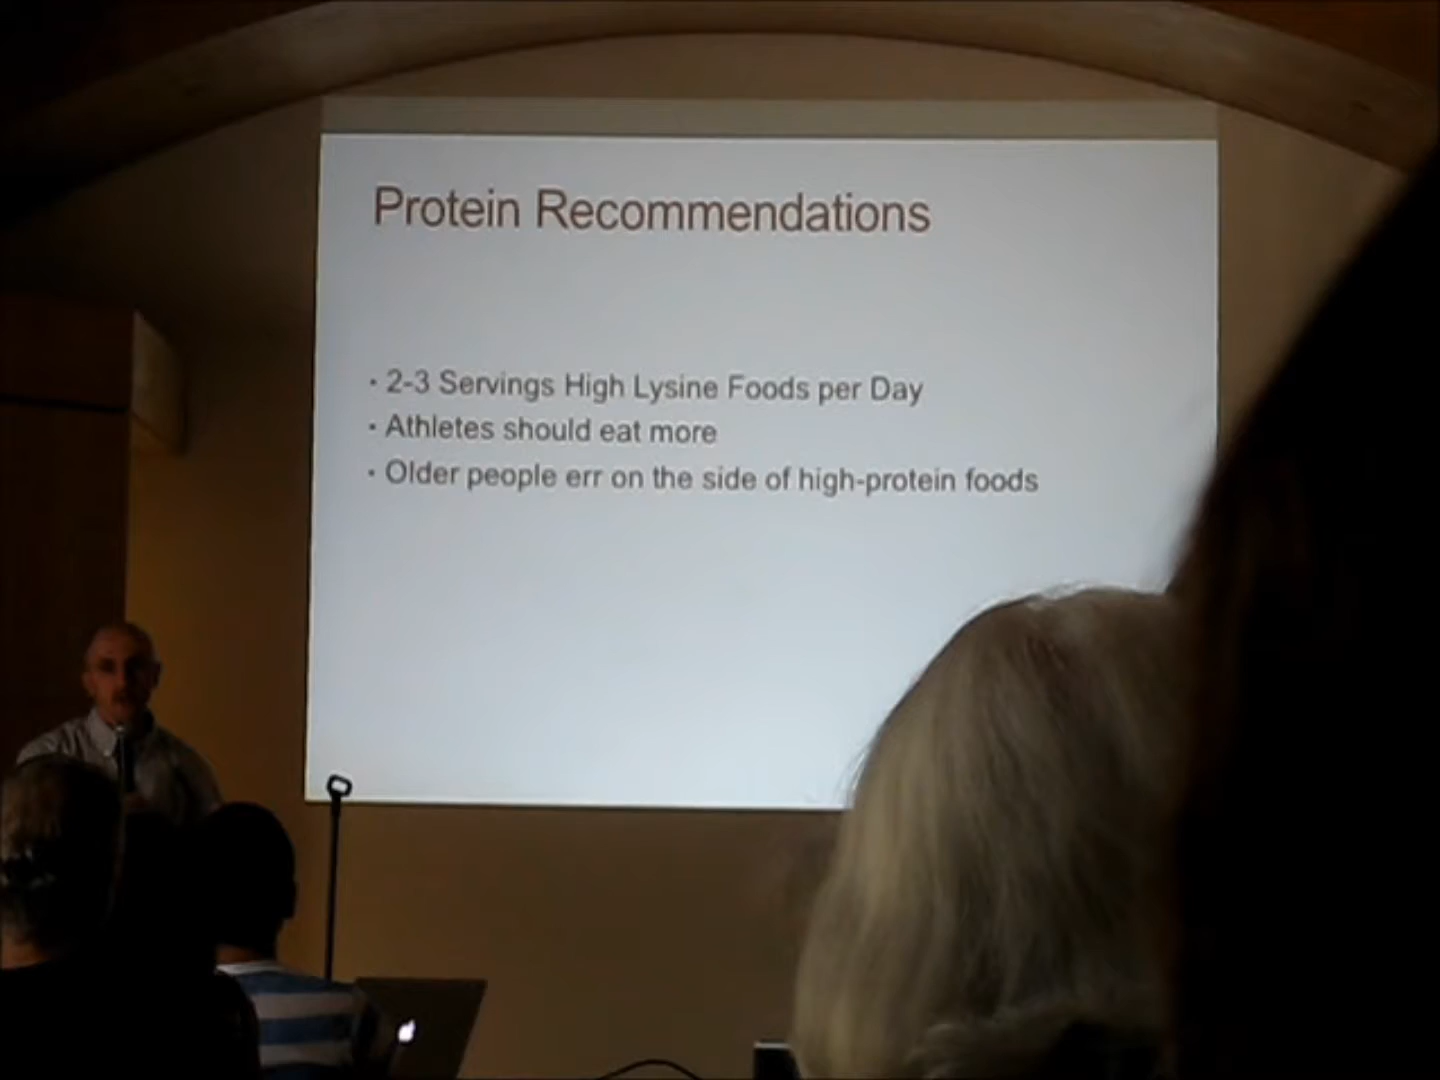 Protein Recommendations
· 2-3 Servings High Lysine Foods per Day
· Athletes should eat more
· Older people err on the side of high-protein foods